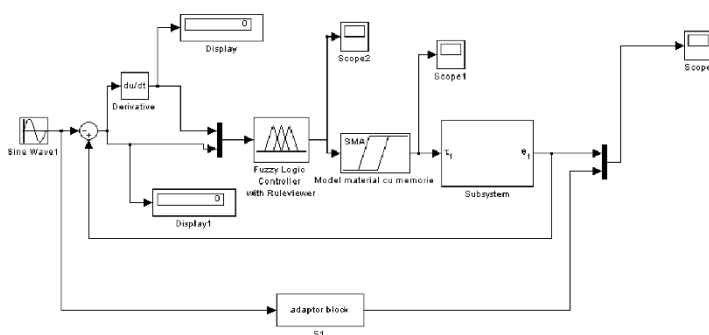 0
Display
Scope2
Scope1
Scope
du/dt
Derivative
Sine Wave1
+
-
Fuzzy Logic
Controller
with Ruleviewer
SMA
Model material cu memorie
τ1
e1
Subsystem
0
Display1
adaptor block
S1